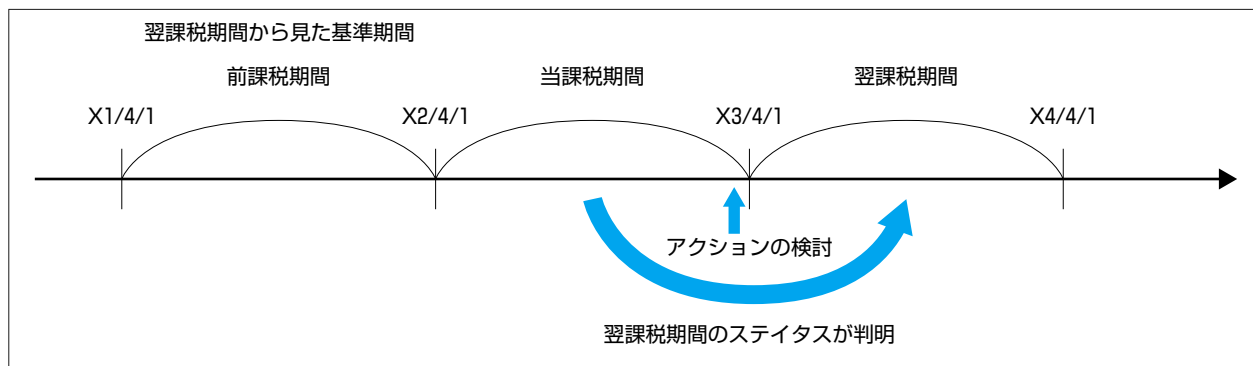 翌課税期間から見た基準期間
前課税期間
当課税期間
翌課税期間
X1/4/1
X2/4/1
X3/4/1
X4/4/1
アクションの検討
翌課税期間のステイタスが判明